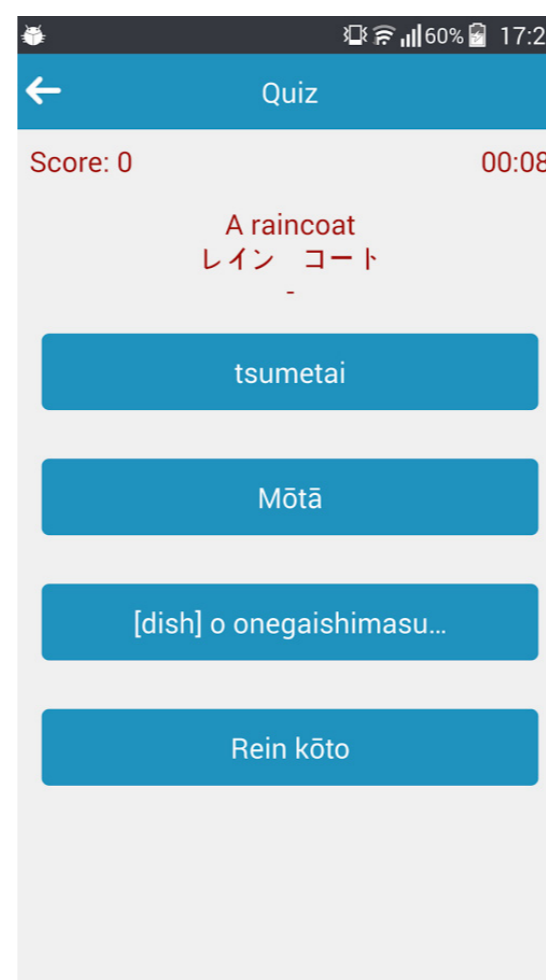 60% 17:2
Quiz
Score: 0 00:08
A raincoat
レイン　コート
-
tsumetai
Mōtā
[dish] o onegaishimasu…
Rein kōto